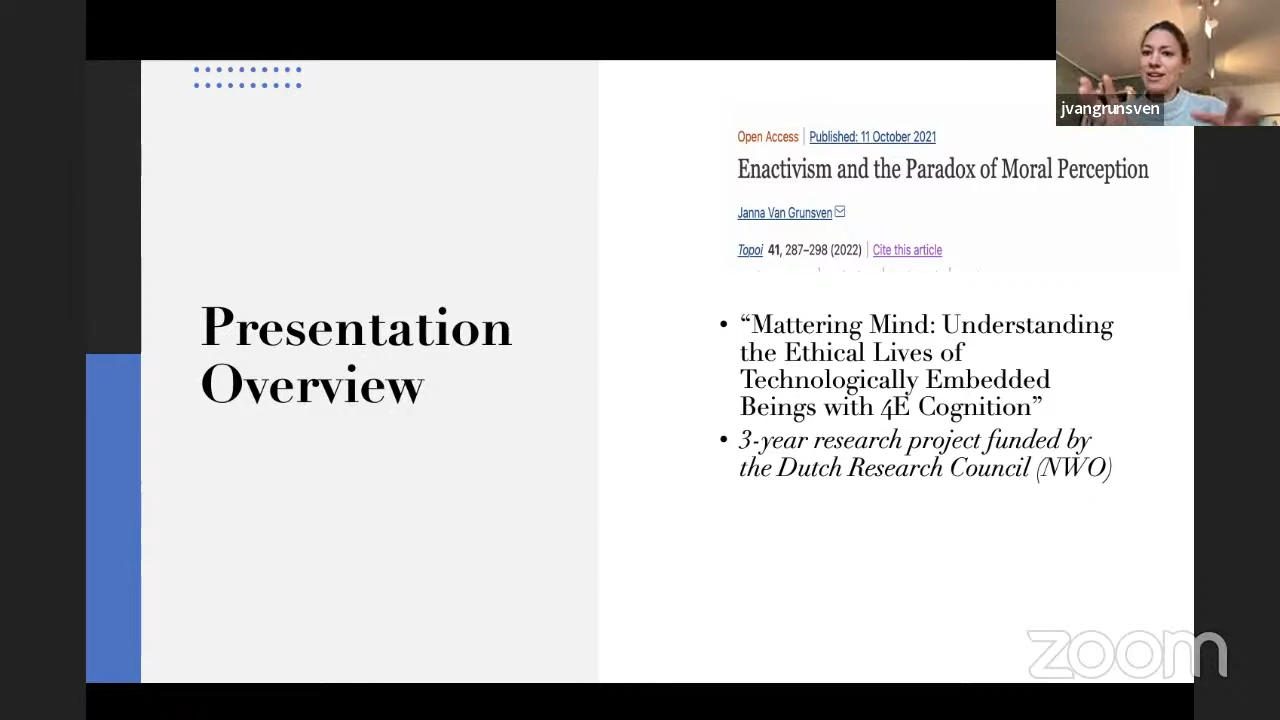 jvangrunsven
Open Access | Published: 11 October 2021
Enactivism and the Paradox of Moral Perception
Janna Van Grunsven
Topoi 41, 287–298 (2022) | Cite this article
Presentation
Overview
• “Mattering Mind: Understanding
the Ethical Lives of
Technologically Embedded
Beings with 4E Cognition”
• 3-year research project funded by
the Dutch Research Council (NWO)
zoom